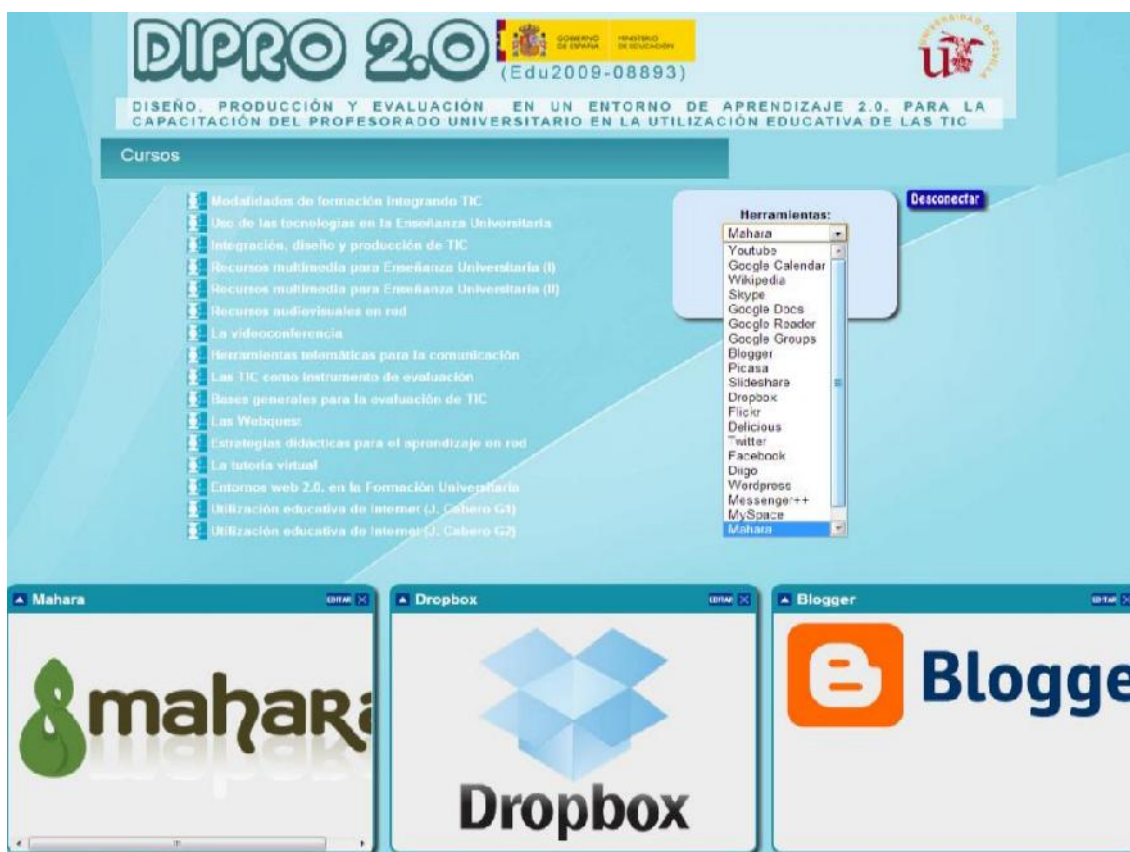 DIPRO 2.0
GOBIERNO DE ESPAÑA
MINISTERIO DE EDUCACIÓN
(Edu2009-08893)
DISEÑO, PRODUCCIÓN Y EVALUACIÓN EN UN ENTORNO DE APRENDIZAJE 2.0. PARA LA
CAPACITACIÓN DEL PROFESORADO UNIVERSITARIO EN LA UTILIZACIÓN EDUCATIVA DE LAS TIC
Cursos
Modalidades de formación integrando TIC
Uso de las tecnologías en la Enseñanza Universitaria
Integración, diseño y producción de TIC
Recursos multimedia para Enseñanza Universitaria (I)
Recursos multimedia para Enseñanza Universitaria (II)
Recursos audiovisuales en red
La videoconferencia
Herramientas telemáticas para la comunicación
Las TIC como instrumento de evaluación
Bases generales para la evaluación de TIC
Las Webquest
Estrategias didácticas para el aprendizaje en red
La tutoría virtual
Entornos web 2.0. en la Formación Universitaria
Utilización educativa de Internet (J. Cabero G1)
Utilización educativa de Internet (J. Cabero G2)
Desconectar
Herramientas:
Mahara
Youtube
Google Calendar
Wikipedia
Skype
Google Docs
Google Reader
Google Groups
Blogger
Picasa
Slideshare
Dropbox
Flickr
Delicious
Twitter
Facebook
Diigo
Wordpress
Messenger++
MySpace
Mahara
Mahara
EDITAR
mahara
Dropbox
EDITAR
Dropbox
Blogger
EDITAR
Blogge